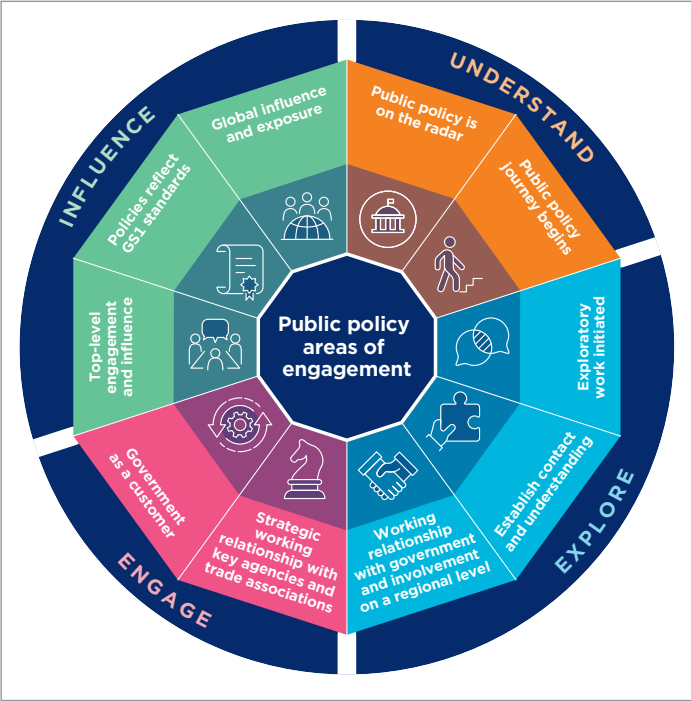 UNDERSTAND
Public policy is
on the radar
Public policy
journey begins
EXPLORE
Exploratory
work initiated
Establish contact
and understanding
Working
relationship
with government
and involvement
on a regional level
ENGAGE
Strategic
working
relationship with
key agencies and
trade associations
Government
as a customer
INFLUENCE
Top-level
engagement
and influence
Policies reflect
GS1 standards
Global influence
and exposure
Public policy
areas of
engagement